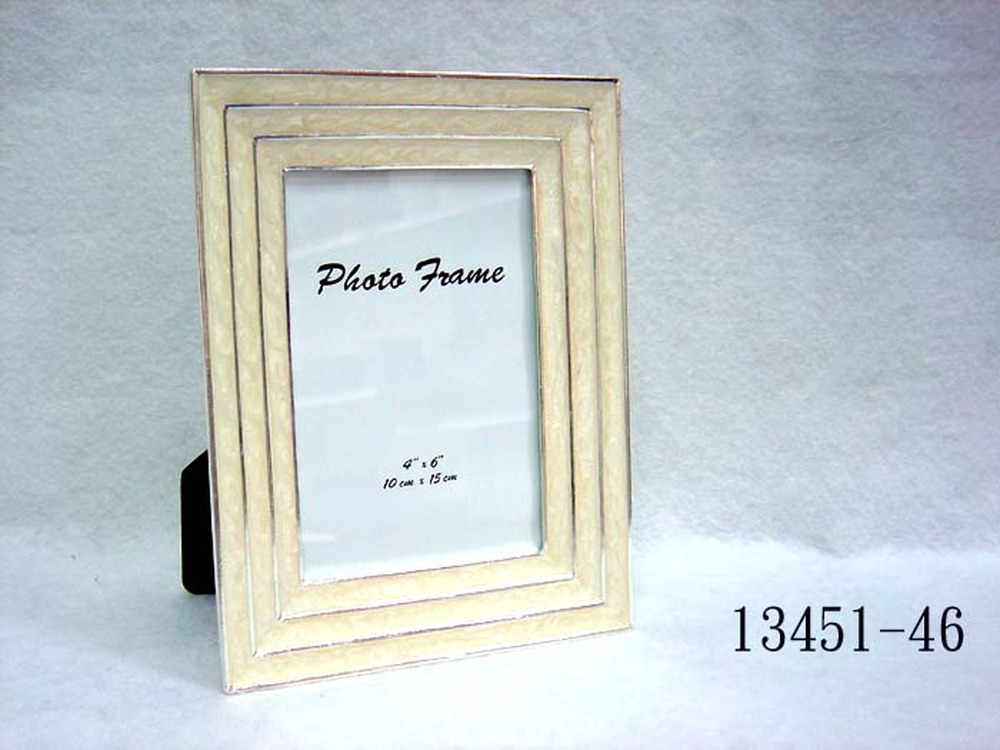 Photo Frame
4" x 6"
10 cm x 15 cm
13451-46